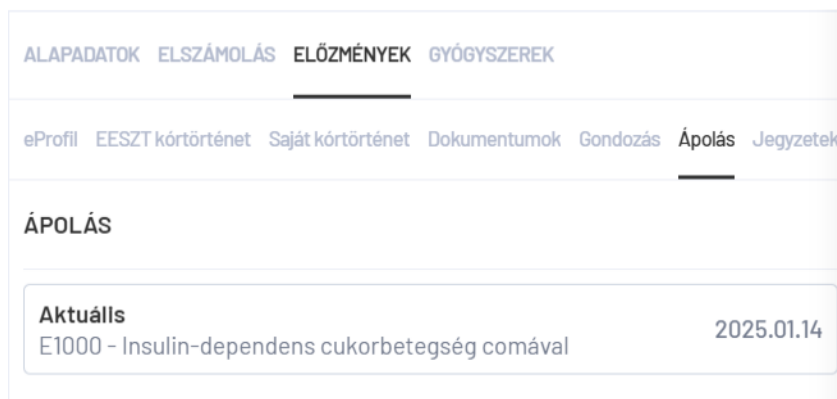 ALAPADATOK ELSZÁMOLÁS ELŐZMÉNYEK GYÓGYSZEREK
eProfil EESZT kórtörténet Saját kórtörténet Dokumentumok Gondozás Ápolás Jegyzetek
ÁPOLÁS
Aktuális
2025.01.14
E1000 - Insulin-dependens cukorbetegség comával